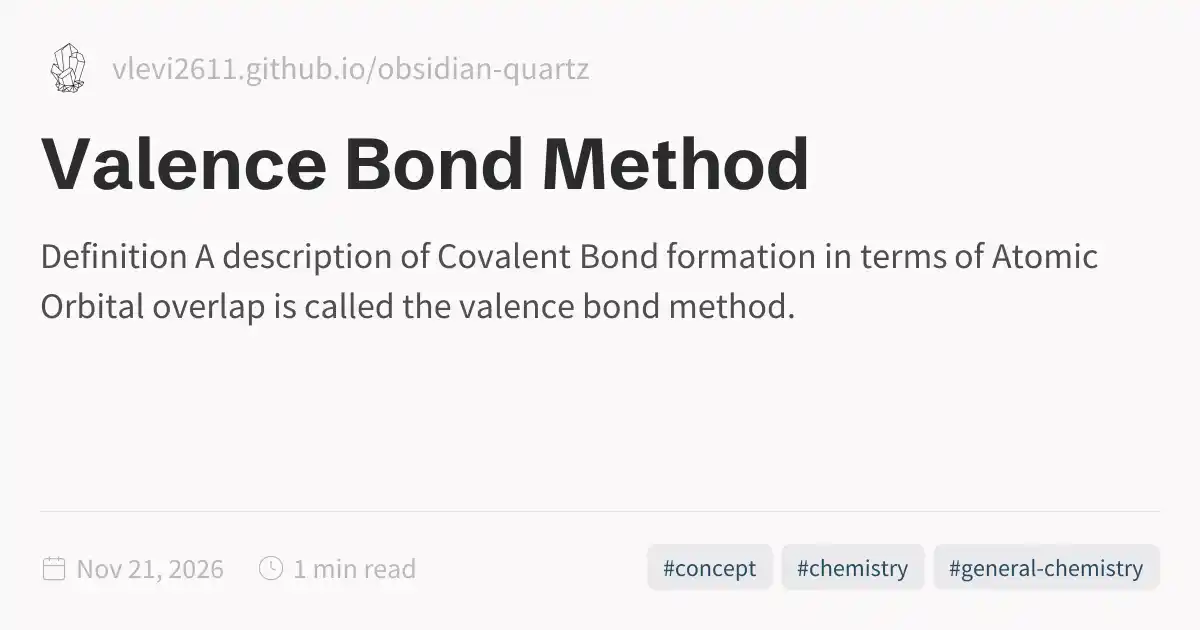 vlevi2611.github.io/obsidian-quartz
Valence Bond Method
Definition A description of Covalent Bond formation in terms of Atomic
Orbital overlap is called the valence bond method.
Nov 21, 2026 1 min read #concept #chemistry #general-chemistry